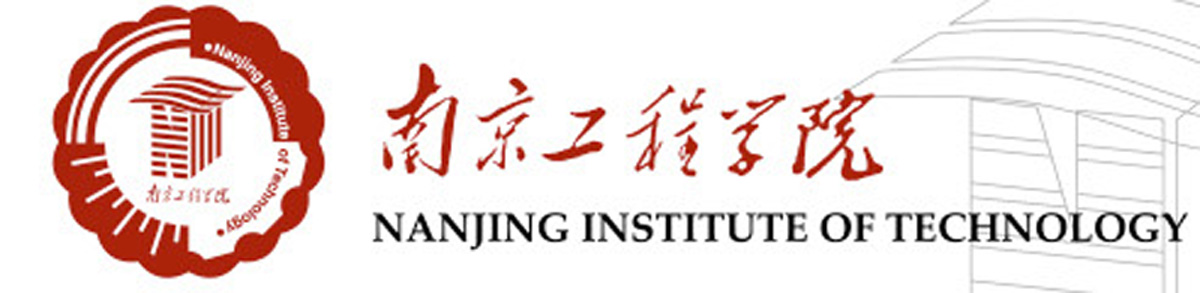 •Nanjing Institute of Technology•
南京工程学院
南京工程学院
NANJING INSTITUTE OF TECHNOLOGY